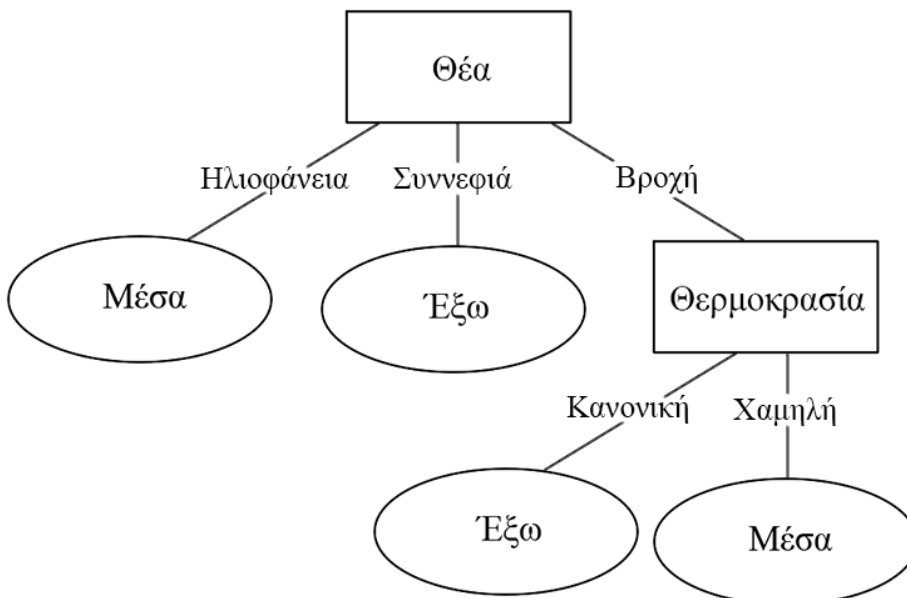 Θέα
Ηλιοφάνεια
Συννεφιά
Βροχή
Μέσα
Έξω
Θερμοκρασία
Κανονική
Χαμηλή
Έξω
Μέσα